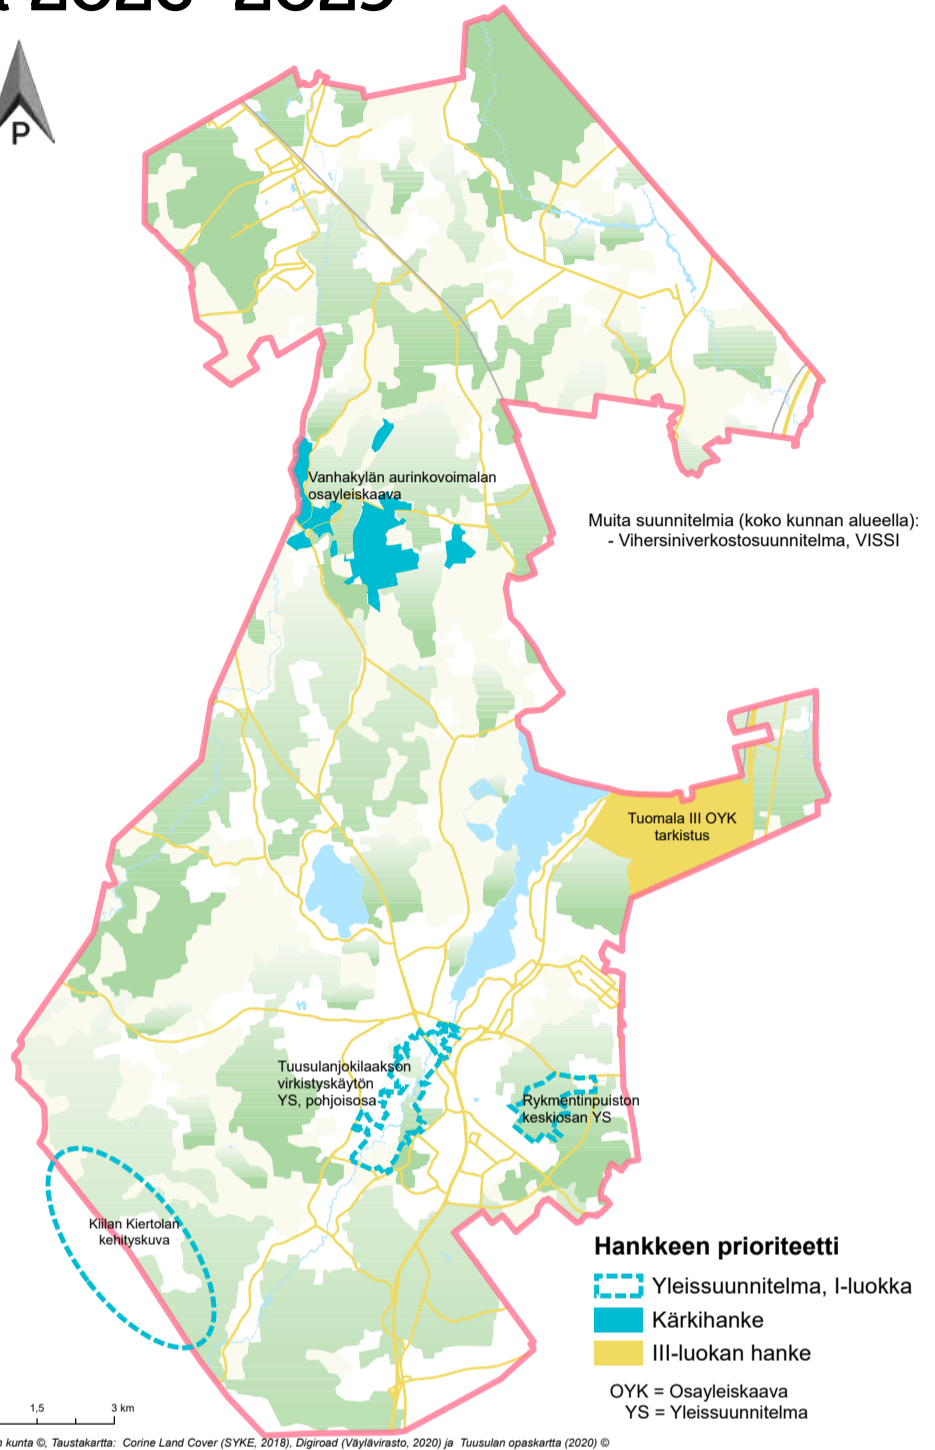 P
Vanhakylän aurinkovoimalan
osayleiskaava
Muita suunnitelmia (koko kunnan alueella):
- Vihersiniverkostosuunnitelma, VISSI
Tuomala III OYK
tarkistus
Tuusulanjokilaakson
virkistyskäytön
YS, pohjoisosa
Rykmentinpuiston
keskiosan YS
Kiilan Kiertolan
kehityskuva
Hankkeen prioriteetti
Yleissuunnitelma, I-luokka
Kärkihanke
III-luokan hanke
OYK = Osayleiskaava
YS = Yleissuunnitelma
1,5 3 km
kunta ©, Taustakartta: Corine Land Cover (SYKE, 2018), Digiroad (Väylävirasto, 2020) ja Tuusulan opaskartta (2020) ©